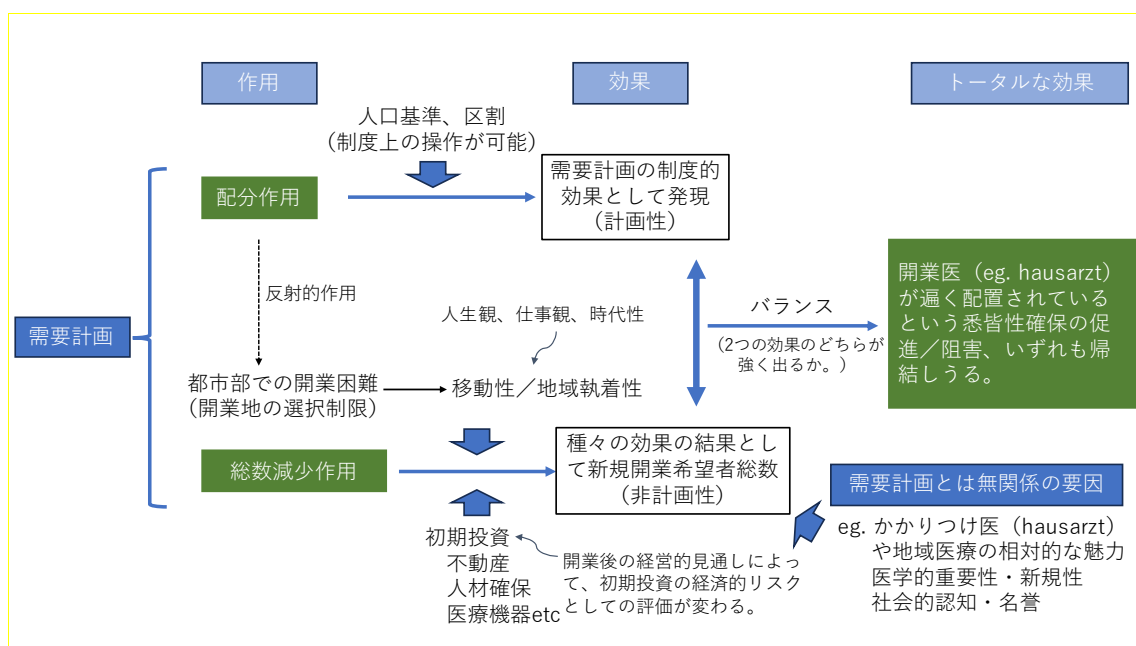 作用
効果
トータルな効果
人口基準、区割
（制度上の操作が可能）
配分作用
需要計画の制度的
効果として発現
（計画性）
反射的作用
人生観、仕事観、時代性
需要計画
バランス
（2つの効果のどちらが
強く出るか。）
開業医（eg. hausarzt）
が遍く配置されている
という悉皆性確保の促
進／阻害、いずれも帰
結しうる。
都市部での開業困難
（開業地の選択制限）
移動性／地域執着性
総数減少作用
種々の効果の結果とし
て新規開業希望者総数
（非計画性）
需要計画とは無関係の要因
初期投資
不動産
人材確保
医療機器etc
開業後の経営的見通しによっ
て、初期投資の経済的リスク
としての評価が変わる。
eg. かかりつけ医（hausarzt）
や地域医療の相対的な魅力
医学的重要性・新規性
社会的認知・名誉